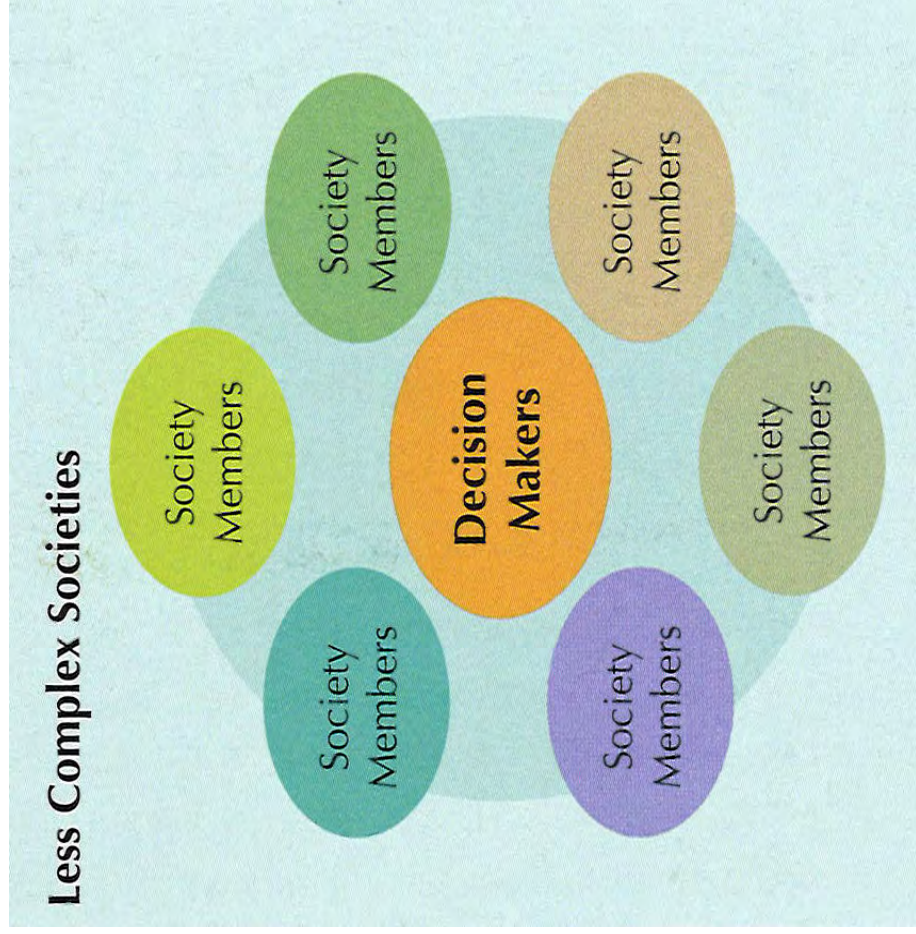 Less Complex Societies
Society
Members
Society
Members
Society
Members
Decision
Makers
Society
Members
Society
Members
Society
Members